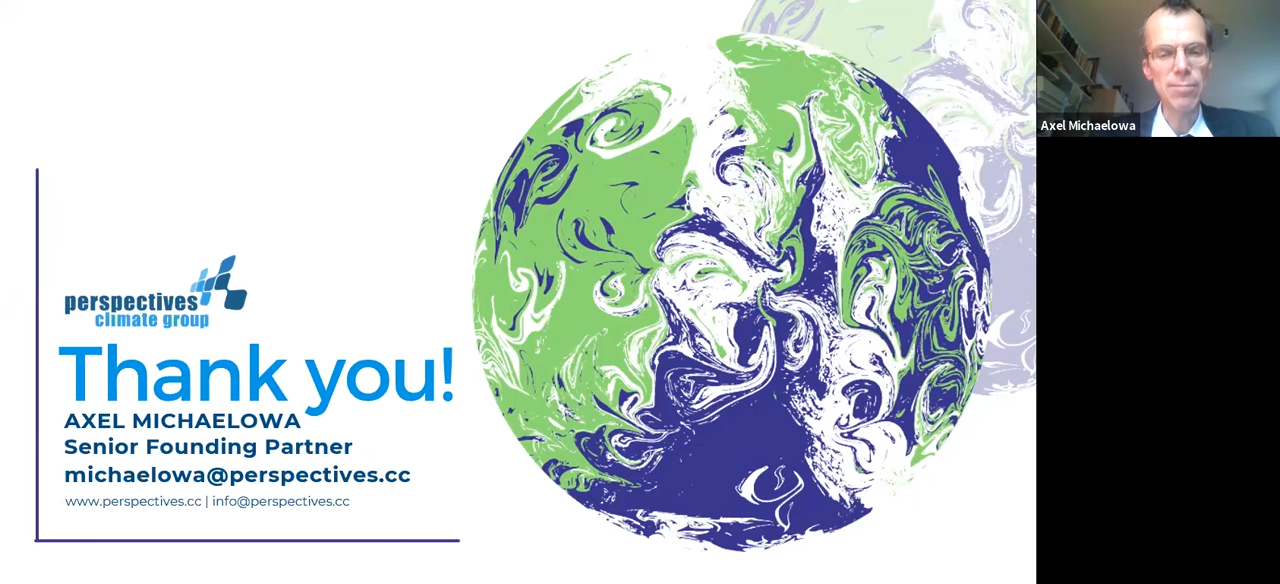 perspectives
climate group
Thank you!
AXEL MICHAELOWA
Senior Founding Partner
michaelowa@perspectives.cc
www.perspectives.cc | info@perspectives.cc
Axel Michaelowa